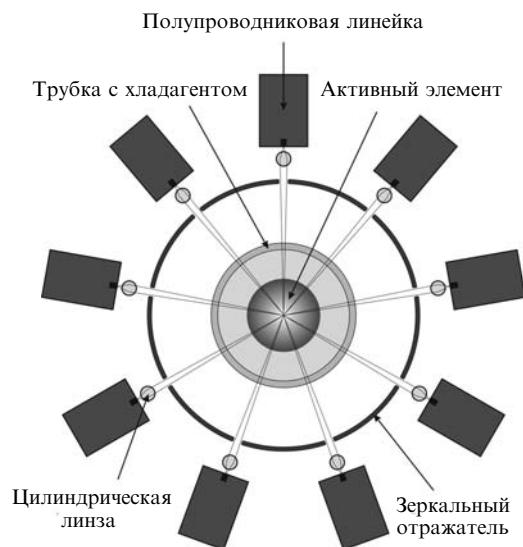 Полупроводниковая линейка
Трубка с хладагентом
Активный элемент
Цилиндрическая
линза
Зеркальный
отражатель